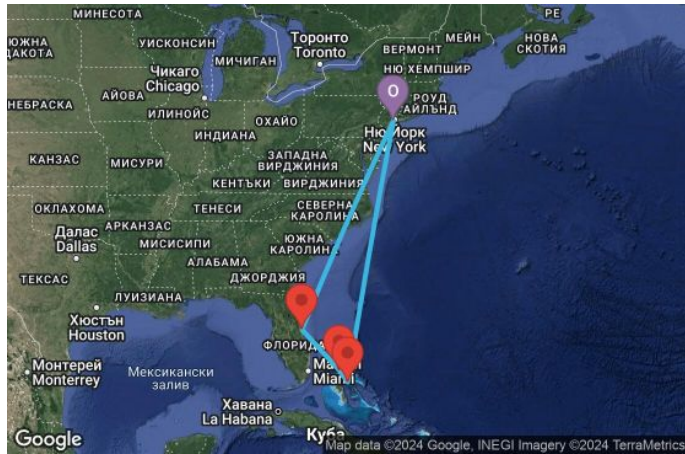 МИНЕСОТА
РЕ
ЮЖНА
ДАКОТА
УИСКОНСИН
Торонто
Toronto
ВЕРМОНТ
МЕЙН
НОВА
СКОТИЯ
МИЧИГАН
НЮ ХЕМПШИР
Чикаго
Chicago
O
РОУД
АЙЛЪНД
НЕБРАСКА
АЙОВА
ИЛИНОЙС
ОХАЙО
Ню Йорк
New York
ИНДИАНА
КАНЗАС
МИСУРИ
ЗАПАДНА
ВИРДЖИНИЯ
КЕНТЪКИ
ВИРДЖИНИЯ
ОКЛАХОМА
ТЕНЕСИ
СЕВЕРНА
КАРОЛИНА
АРКАНЗАС
Далас
Dallas
МИСИСИПИ
ЮЖНА
КАРОЛИНА
АЛАБАМА
ДЖОРДЖИЯ
ТЕКСАС
ЛУИЗИАНА
Хюстън
Houston
ФЛОРИДА
Miami
Монтерей
Monterrey
Мексикански
залив
Хавана
La Habana
Куба
Google
Map data ©2024 Google, INEGI Imagery ©2024 TerraMetrics